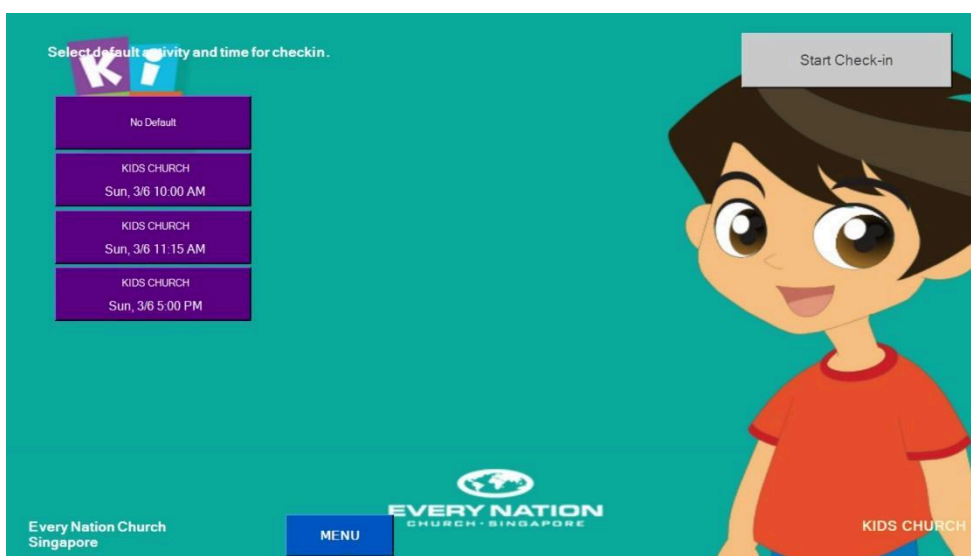 Select default activity and time for checkin.
Ki
Start Check-in
No Default
KIDS CHURCH
Sun, 3/6 10:00 AM
KIDS CHURCH
Sun, 3/6 11:15 AM
KIDS CHURCH
Sun, 3/6 5:00 PM
EVERY NATION
CHURCH · SINGAPORE
Every Nation Church
Singapore
MENU
KIDS CHURCH